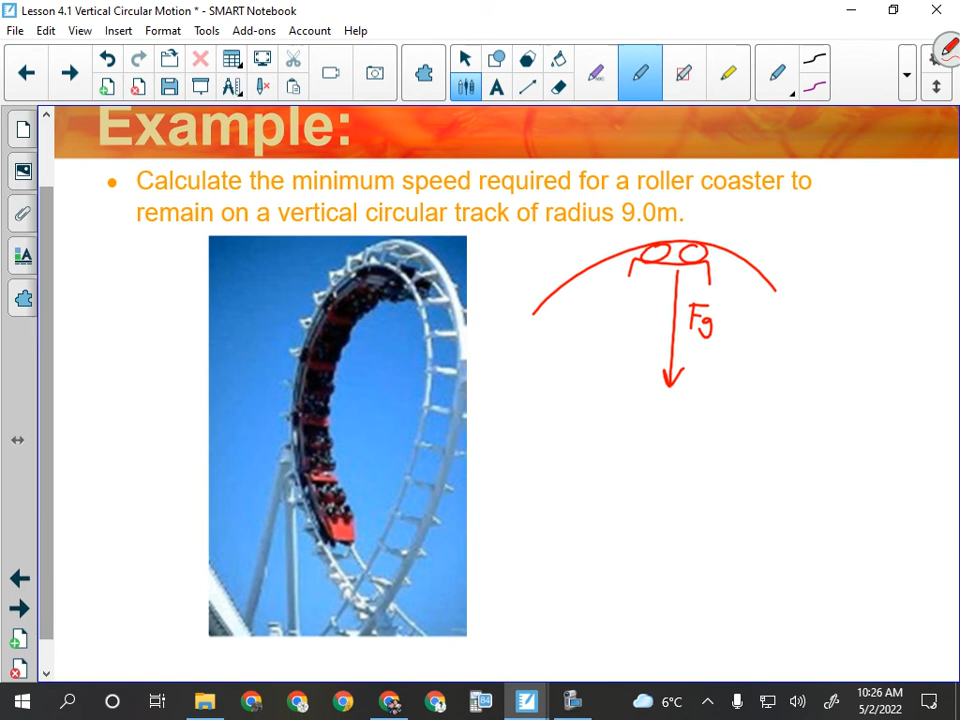 Lesson 4.1 Vertical Circular Motion * - SMART Notebook
File Edit View Insert Format Tools Add-ons Account Help
Example:
• Calculate the minimum speed required for a roller coaster to
remain on a vertical circular track of radius 9.0m.
Fg
6°C
10:26 AM
5/2/2022